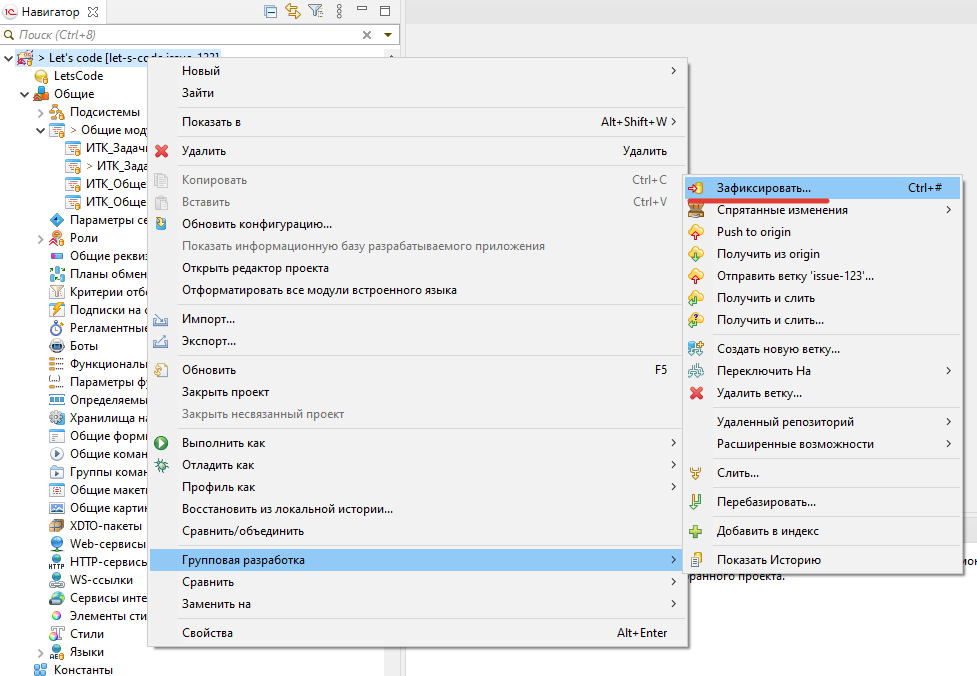 Навигатор
Поиск (Ctrl+8)
> Let's code [let-s-code issue-123]
LetsCode
Общие
Подсистемы
> Общие мод
ИТК_Задачи
> ИТК_Зада
ИТК_Обще
ИТК_Обще
Параметры се
Роли
Общие реквиз
Планы обмен
Критерии отбо
Подписки на с
Регламентные
Боты
Функциональ
Параметры фу
Определяемы
Хранилища на
Общие форм
Общие коман
Группы коман
Общие макет
Общие картин
XDTO-пакеты
Web-сервисы
HTTP-сервись
WS-ссылки
Сервисы инте
Элементы сти
Стили
Языки
Константы
Новый
Зайти
Показать в Alt+Shift+W
Удалить Удалить
Копировать Ctrl+C
Вставить Ctrl+V
Обновить конфигурацию...
Показать информационную базу разрабатываемого приложения
Открыть редактор проекта
Отформатировать все модули встроенного языка
Импорт...
Экспорт...
Обновить F5
Закрыть проект
Закрыть несвязанный проект
Выполнить как
Отладить как
Профиль как
Восстановить из локальной истории...
Сравнить/объединить
Групповая разработка
Сравнить
Заменить на
Свойства Alt+Enter
Зафиксировать... Ctrl+#
Спрятанные изменения
Push to origin
Получить из origin
Отправить ветку 'issue-123'...
Получить и слить
Получить и слить...
Создать новую ветку...
Переключить На
Удалить ветку...
Удаленный репозиторий
Расширенные возможности
Слить...
Перебазировать...
Добавить в индекс
Показать Историю
ранного проекта.